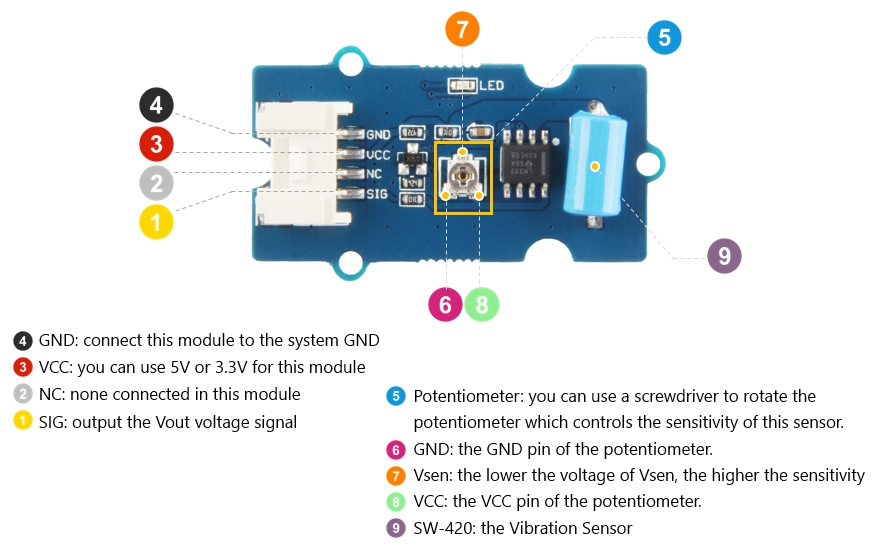 7
5
LED
4
GND
3
VCC
2
NC
1
SIG
9
6
8
4 GND: connect this module to the system GND
3 VCC: you can use 5V or 3.3V for this module
2 NC: none connected in this module
1 SIG: output the Vout voltage signal
5 Potentiometer: you can use a screwdriver to rotate the
potentiometer which controls the sensitivity of this sensor.
6 GND: the GND pin of the potentiometer.
7 Vsen: the lower the voltage of Vsen, the higher the sensitivity
8 VCC: the VCC pin of the potentiometer.
9 SW-420: the Vibration Sensor